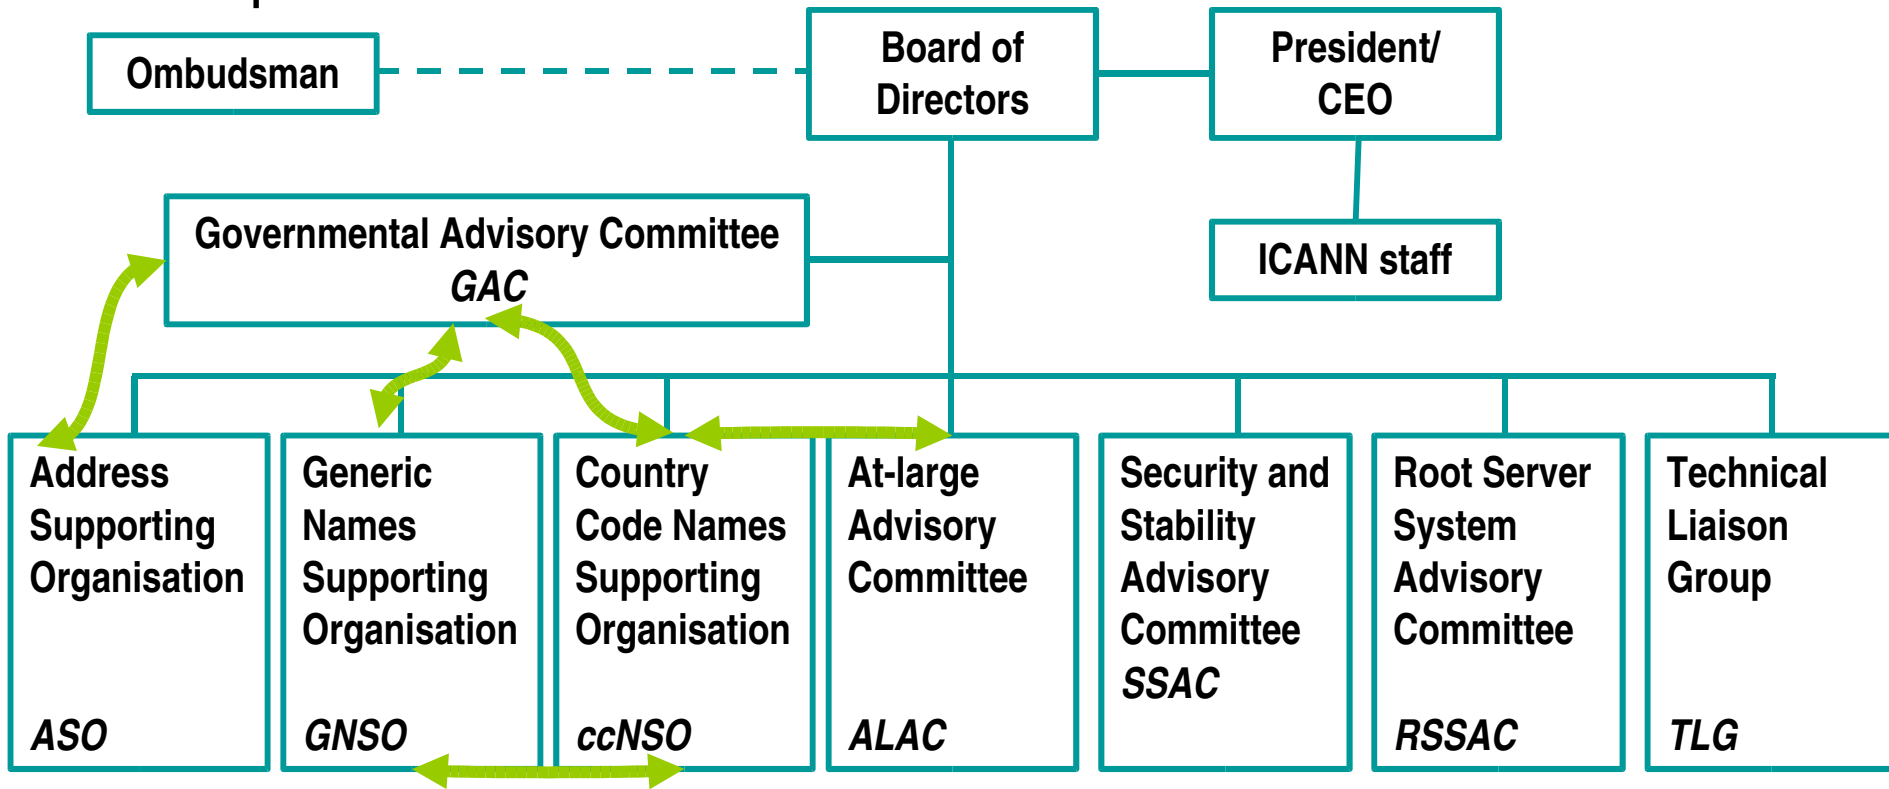 Ombudsman
Board of
Directors
President/
CEO
Governmental Advisory Committee
GAC
ICANN staff
Address
Supporting
Organisation
ASO
Generic
Names
Supporting
Organisation
GNSO
Country
Code Names
Supporting
Organisation
ccNSO
At-large
Advisory
Committee
ALAC
Security and
Stability
Advisory
Committee
SSAC
Root Server
System
Advisory
Committee
RSSAC
Technical
Liaison
Group
TLG